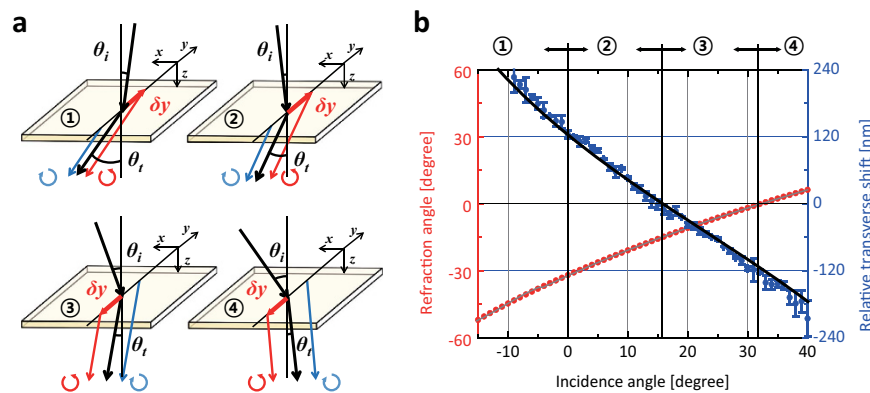 a
θi
x
y
z
δy
①
θt
θi
x
y
z
δy
②
θt
θi
x
y
z
δy
③
θt
θi
x
y
z
δy
④
θt
b
① ② ③ ④
60
30
0
-30
-60
Refraction angle [degree]
240
120
0
-120
-240
Relative transverse shift [nm]
-10 0 10 20 30 40
Incidence angle [degree]